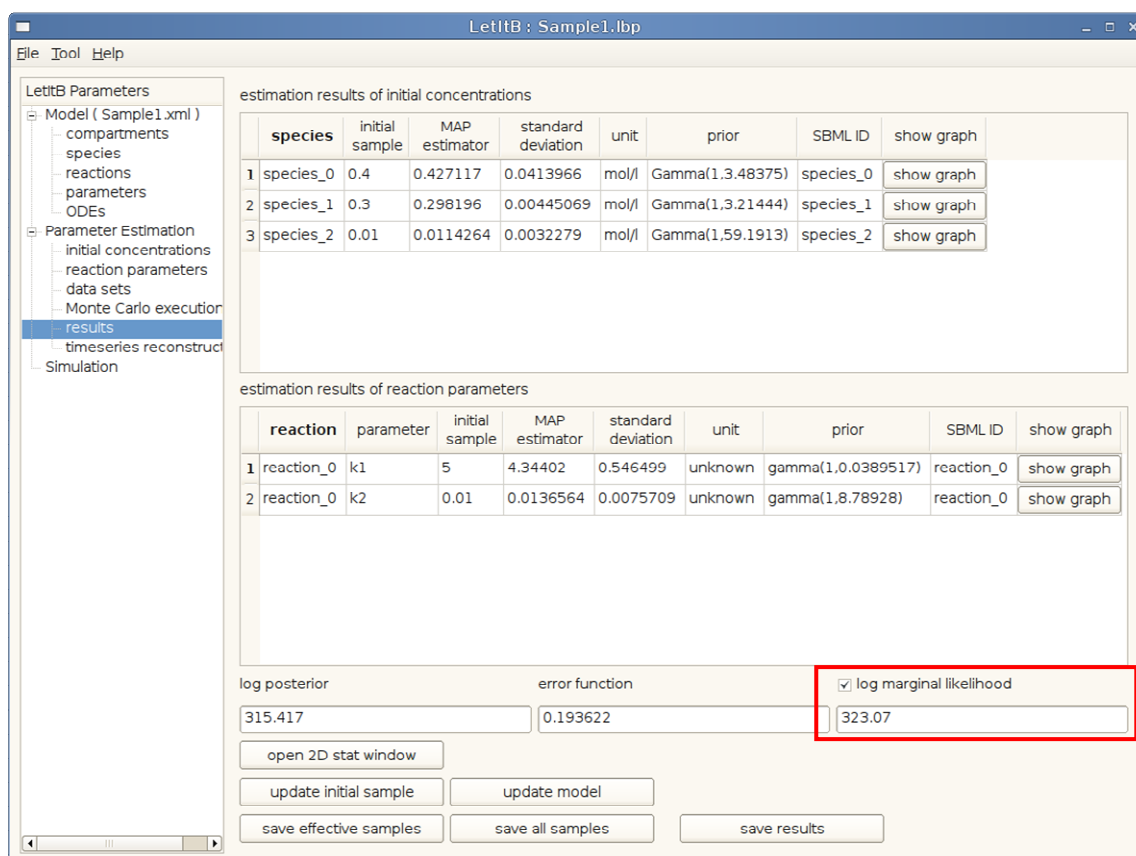 LetItB : Sample1.lbp
File Tool Help
LetItB Parameters
Model ( Sample1.xml )
compartments
species
reactions
parameters
ODEs
Parameter Estimation
initial concentrations
reaction parameters
data sets
Monte Carlo execution
results
timeseries reconstruct
Simulation
estimation results of initial concentrations
species initial sample MAP estimator standard deviation unit prior SBML ID show graph
1 species_0 0.4 0.427117 0.0413966 mol/l Gamma(1,3.48375) species_0 show graph
2 species_1 0.3 0.298196 0.00445069 mol/l Gamma(1,3.21444) species_1 show graph
3 species_2 0.01 0.0114264 0.0032279 mol/l Gamma(1,59.1913) species_2 show graph
estimation results of reaction parameters
reaction parameter initial sample MAP estimator standard deviation unit prior SBML ID show graph
1 reaction_0 k1 5 4.34402 0.546499 unknown gamma(1,0.0389517) reaction_0 show graph
2 reaction_0 k2 0.01 0.0136564 0.0075709 unknown gamma(1,8.78928) reaction_0 show graph
log posterior error function log marginal likelihood
315.417 0.193622 323.07
open 2D stat window
update initial sample update model
save effective samples save all samples save results